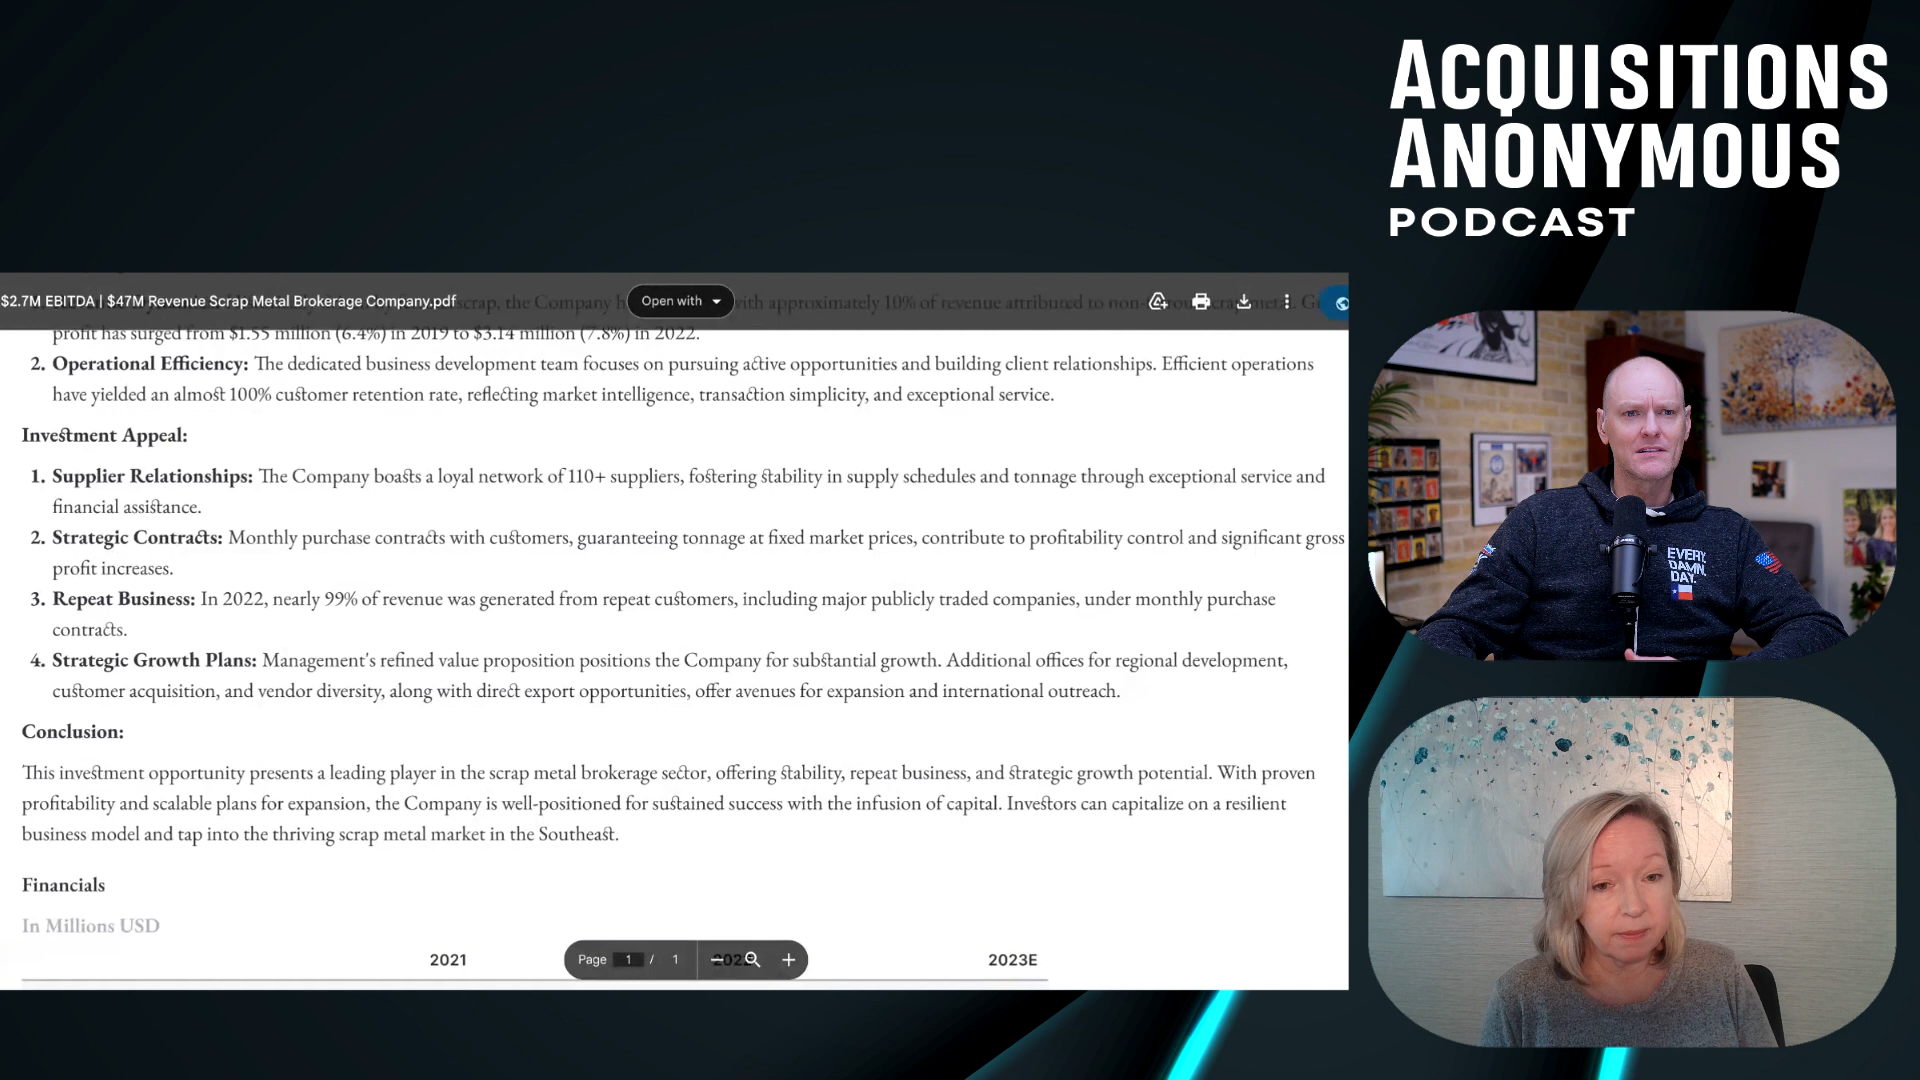 ACQUISITIONS
ANONYMOUS
PODCAST
$2.7M EBITDA | $47M Revenue Scrap Metal Brokerage Company.pdf
Open with
scrap, the Company
with approximately 10% of revenue attributed to non-
profit has surged from $1.55 million (6.4%) in 2019 to $3.14 million (7.8%) in 2022.
2. Operational Efficiency: The dedicated business development team focuses on pursuing active opportunities and building client relationships. Efficient operations
have yielded an almost 100% customer retention rate, reflecting market intelligence, transaction simplicity, and exceptional service.
Investment Appeal:
1. Supplier Relationships: The Company boasts a loyal network of 110+ suppliers, fostering stability in supply schedules and tonnage through exceptional service and
financial assistance.
2. Strategic Contracts: Monthly purchase contracts with customers, guaranteeing tonnage at fixed market prices, contribute to profitability control and significant gross
profit increases.
3. Repeat Business: In 2022, nearly 99% of revenue was generated from repeat customers, including major publicly traded companies, under monthly purchase
contracts.
4. Strategic Growth Plans: Management's refined value proposition positions the Company for substantial growth. Additional offices for regional development,
customer acquisition, and vendor diversity, along with direct export opportunities, offer avenues for expansion and international outreach.
Conclusion:
This investment opportunity presents a leading player in the scrap metal brokerage sector, offering stability, repeat business, and strategic growth potential. With proven
profitability and scalable plans for expansion, the Company is well-positioned for sustained success with the infusion of capital. Investors can capitalize on a resilient
business model and tap into the thriving scrap metal market in the Southeast.
Financials
In Millions USD
2021 2022 2023E
Page 1 / 1
EVERY.
DAMN.
DAY.